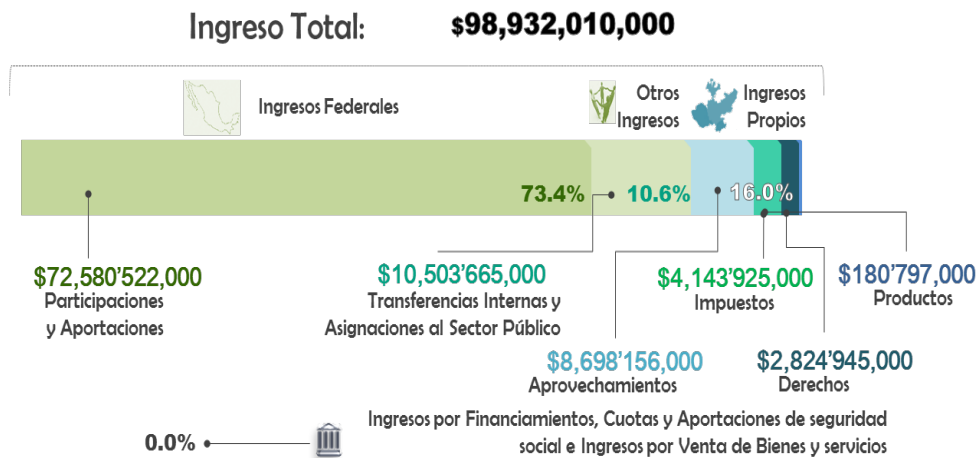 Ingreso Total: $98,932,010,000
Ingresos Federales
Otros
Ingresos
Ingresos
Propios
73.4%
10.6%
16.0%
$72,580'522,000
Participaciones
y Aportaciones
$10,503'665,000
Transferencias Internas y
Asignaciones al Sector Público
$4,143'925,000
Impuestos
$180'797,000
Productos
$8,698'156,000
Aprovechamientos
$2,824'945,000
Derechos
Ingresos por Financiamientos, Cuotas y Aportaciones de seguridad
social e Ingresos por Venta de Bienes y servicios
0.0%